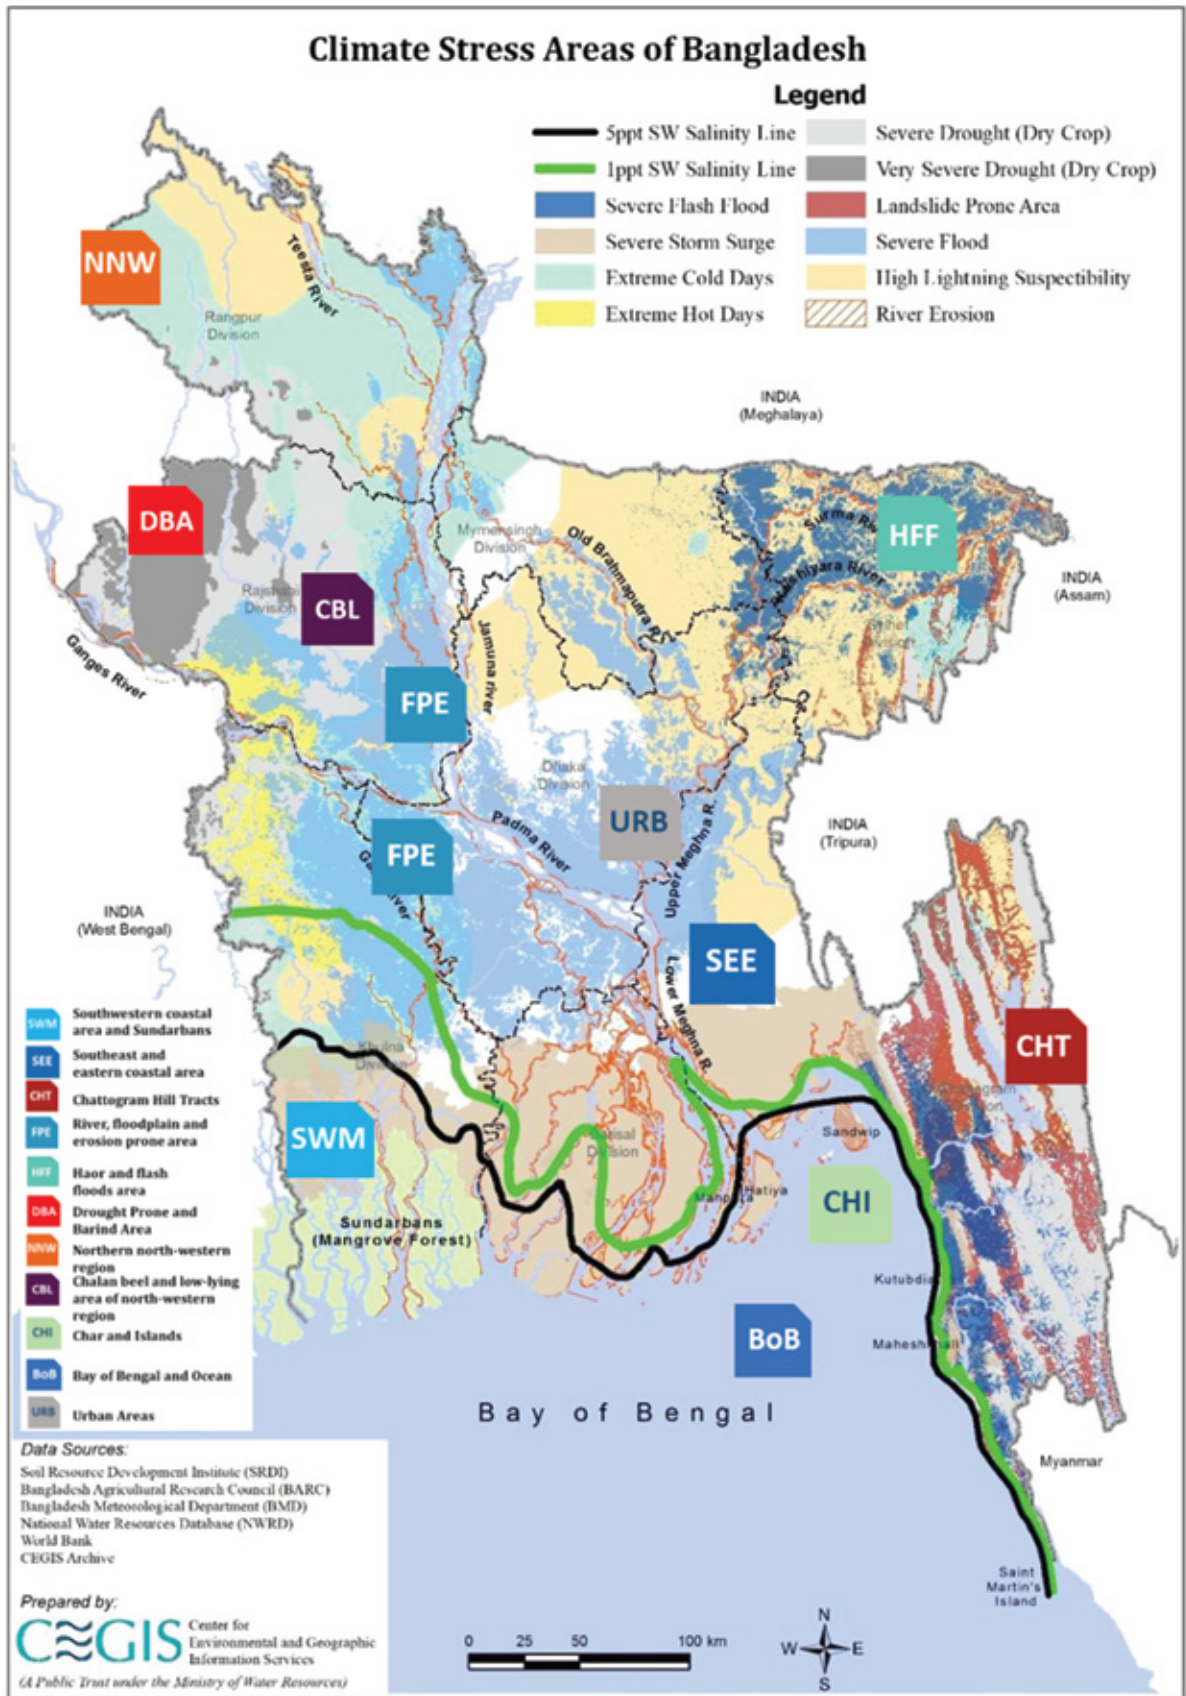 Climate Stress Areas of Bangladesh
Legend
5ppt SW Salinity Line
1ppt SW Salinity Line
Severe Flash Flood
Severe Storm Surge
Extreme Cold Days
Extreme Hot Days
Severe Drought (Dry Crop)
Very Severe Drought (Dry Crop)
Landslide Prone Area
Severe Flood
High Lightning Suspectibility
River Erosion
NNW
Teesta River
Rangpur
Division
INDIA
(Meghalaya)
DBA
Mymensingh
Division
Old Brahmaputra R.
Surma
HFF
Kushiyara River
INDIA
(Assam)
Rajshahi
Division
CBL
Jamuna river
Ganges River
FPE
Dhaka
Division
URB
Padma River
Upper Meghna R.
INDIA
(Tripura)
FPE
INDIA
(West Bengal)
SEE
Lower Meghna R.
CHT
Khulna
Division
SWM
Barisal
Division
Sandwip
Hatiya
CHI
Sundarbans
(Mangrove Forest)
Kutubdia
BoB
Bay of Bengal
Myanmar
Saint
Martin's
Island
SWM Southwestern coastal
area and Sundarbans
SEE Southeast and
eastern coastal area
CHT Chattogram Hill Tracts
FPE River, floodplain and
erosion prone area
HFF Haor and flash
floods area
DBA Drought Prone and
Barind Area
NNW Northern north-western
region
CBL Chalan beel and low-lying
area of north-western
region
CHI Char and Islands
BoB Bay of Bengal and Ocean
URB Urban Areas
Data Sources:
Soil Resource Development Institute (SRDI)
Bangladesh Agricultural Research Council (BARC)
Bangladesh Meteorological Department (BMD)
National Water Resources Database (NWRD)
World Bank
CEGIS Archive
Prepared by:
CEGIS
Center for
Environmental and Geographic
Information Services
(A Public Trust under the Ministry of Water Resources)
0 25 50 100 km
N
W E
S